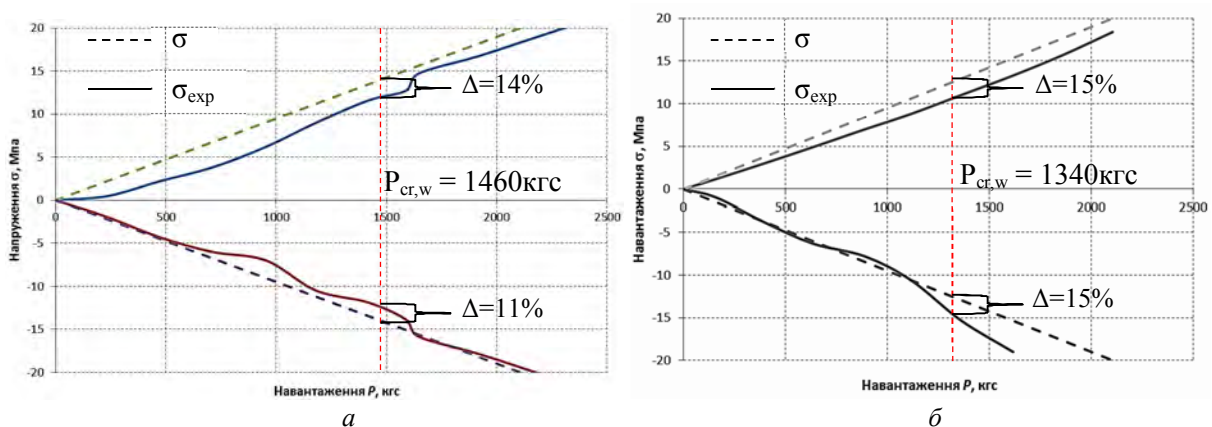 20
15
10
5
0
-5
-10
-15
-20
0
500
1000
1500
2000
2500
Напруження σ, Мпа
Навантаження P, кгс
σ
σexp
Δ=14%
Pcr,w = 1460кгс
Δ=11%
а
20
15
10
5
0
-5
-10
-15
-20
0
500
1000
1500
2000
2500
Навантаження σ, Мпа
Навантаження P, кгс
σ
σexp
Δ=15%
Pcr,w = 1340кгс
Δ=15%
б